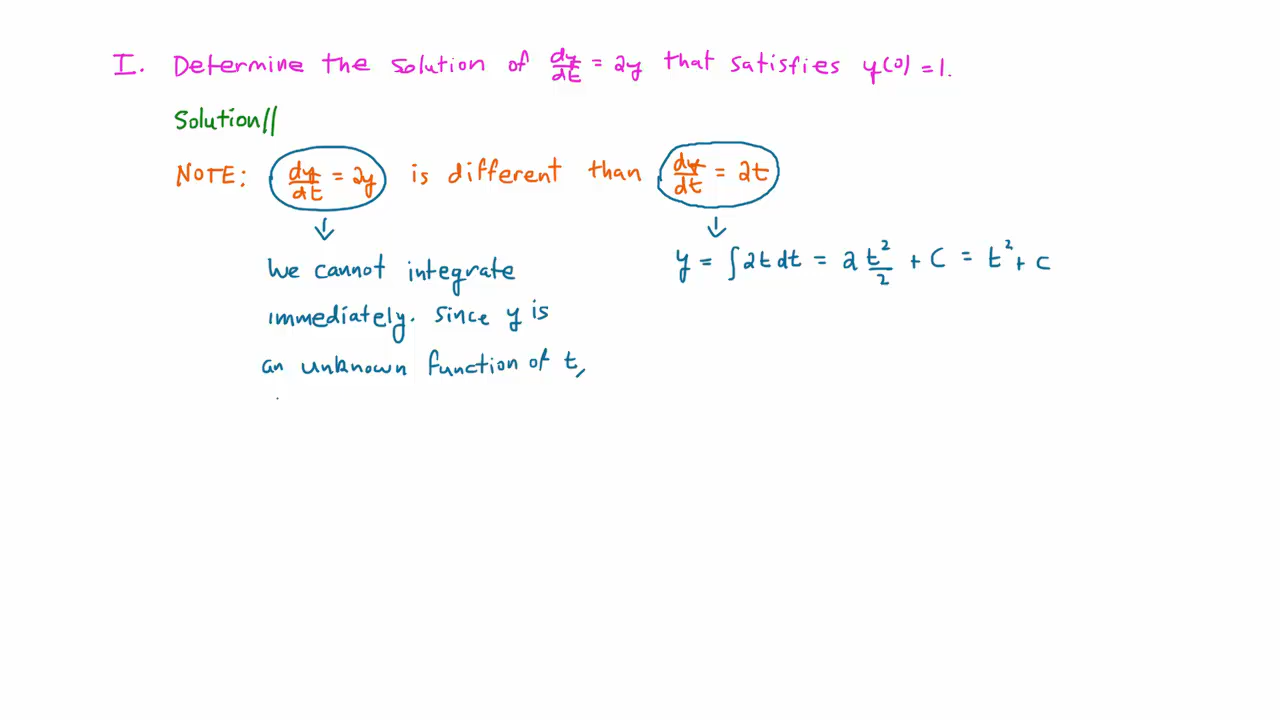 I. Determine the solution of dy/dt = 2y that satisfies y(0) = 1.
Solution//
NOTE: dy/dt = 2y is different than dy/dt = 2t
y = ∫2t dt = 2 t²/2 + C = t² + C
We cannot integrate
immediately. Since y is
an unknown function of t,